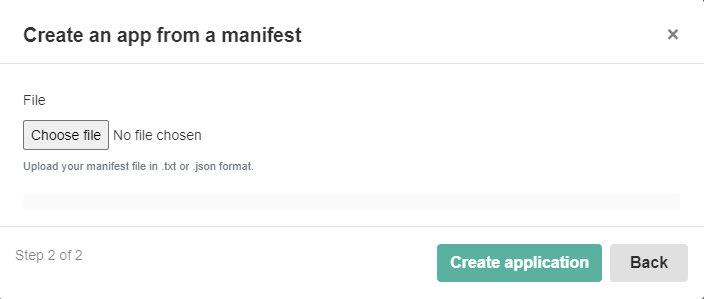 Create an app from a manifest ×
File
Choose file No file chosen
Upload your manifest file in .txt or .json format.
Step 2 of 2 Create application Back